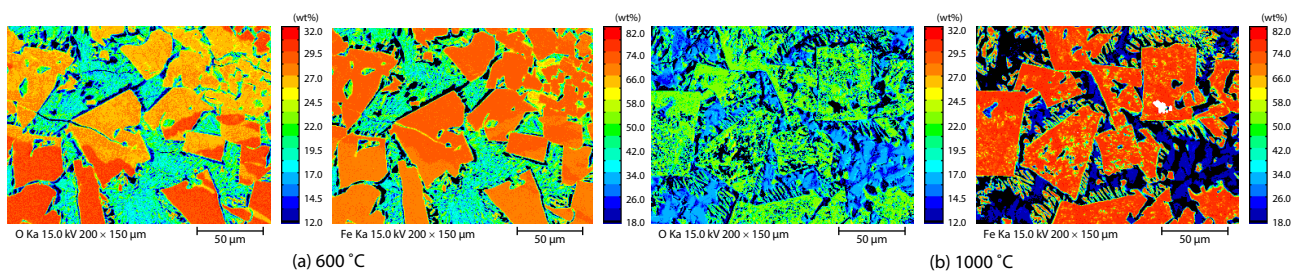 (wt%)
32.0
29.5
27.0
24.5
22.0
19.5
17.0
14.5
12.0
O Ka 15.0 kV 200 × 150 μm
50 μm
(wt%)
82.0
74.0
66.0
58.0
50.0
42.0
34.0
26.0
18.0
Fe Ka 15.0 kV 200 × 150 μm
50 μm
(a) 600 ˚C
(wt%)
32.0
29.5
27.0
24.5
22.0
19.5
17.0
14.5
12.0
O Ka 15.0 kV 200 × 150 μm
50 μm
(wt%)
82.0
74.0
66.0
58.0
50.0
42.0
34.0
26.0
18.0
Fe Ka 15.0 kV 200 × 150 μm
50 μm
(b) 1000 ˚C